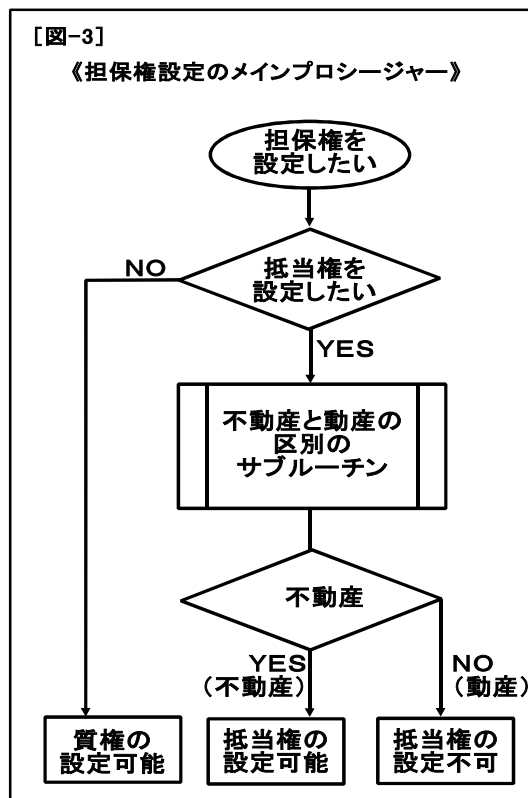 [図-3]
《担保権設定のメインプロシージャー》
担保権を
設定したい
抵当権を
設定したい
NO
YES
不動産と動産の
区別の
サブルーチン
不動産
YES
(不動産)
NO
(動産)
質権の
設定可能
抵当権の
設定可能
抵当権の
設定不可